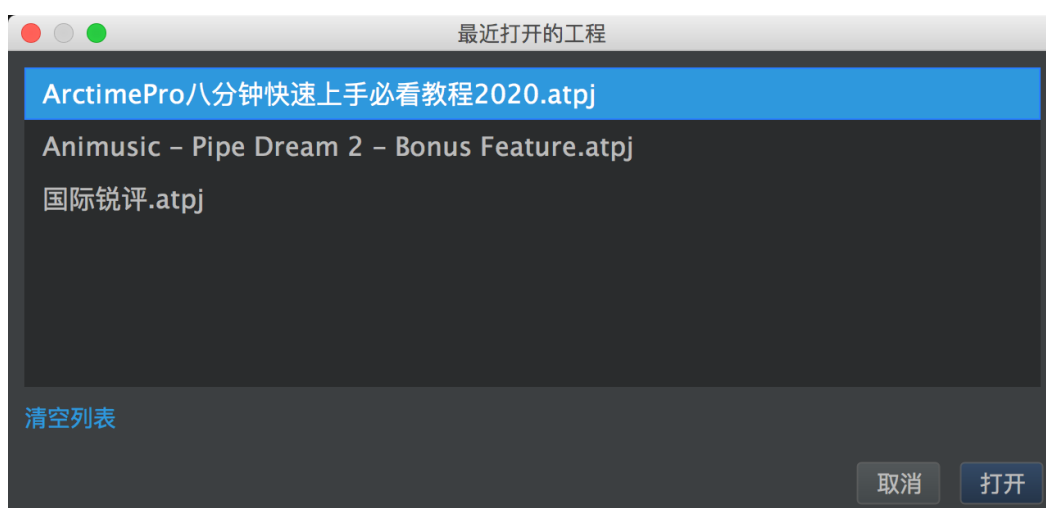 最近打开的工程
ArctimePro八分钟快速上手必看教程2020.atpj
Animusic – Pipe Dream 2 – Bonus Feature.atpj
国际锐评.atpj
清空列表
取消 打开